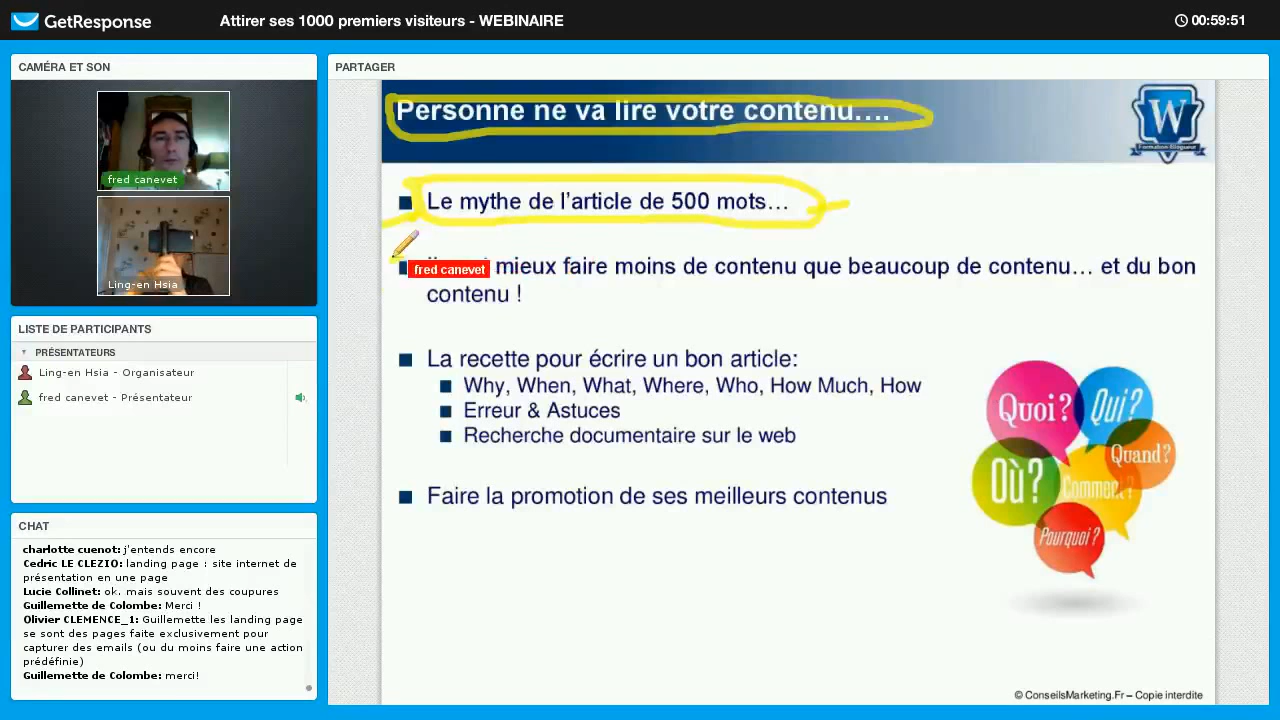 GetResponse
Attirer ses 1000 premiers visiteurs - WEBINAIRE
00:59:51
CAMÉRA ET SON
fred canevet
Ling-en Hsia
LISTE DE PARTICIPANTS
PRÉSENTATEURS
Ling-en Hsia - Organisateur
fred canevet - Présentateur
CHAT
charlotte cuenot: j'entends encore
Cedric LE CLEZIO: landing page : site internet de
présentation en une page
Lucie Collinet: ok, mais souvent des coupures
Guillemette de Colombe: Merci !
Olivier CLEMENCE_1: Guillemette les landing page
se sont des pages faite exclusivement pour
capturer des emails (ou du moins faire une action
prédéfinie)
Guillemette de Colombe: merci!
PARTAGER
Personne ne va lire votre contenu....
W
Formation Blogueur
Le mythe de l'article de 500 mots...
fred canevet
mieux faire moins de contenu que beaucoup de contenu... et du bon
contenu !
La recette pour écrire un bon article:
Why, When, What, Where, Who, How Much, How
Erreur & Astuces
Recherche documentaire sur le web
Faire la promotion de ses meilleurs contenus
Quoi?
Qui?
Quand?
Où?
Comment?
Pourquoi?
© ConseilsMarketing.Fr – Copie interdite